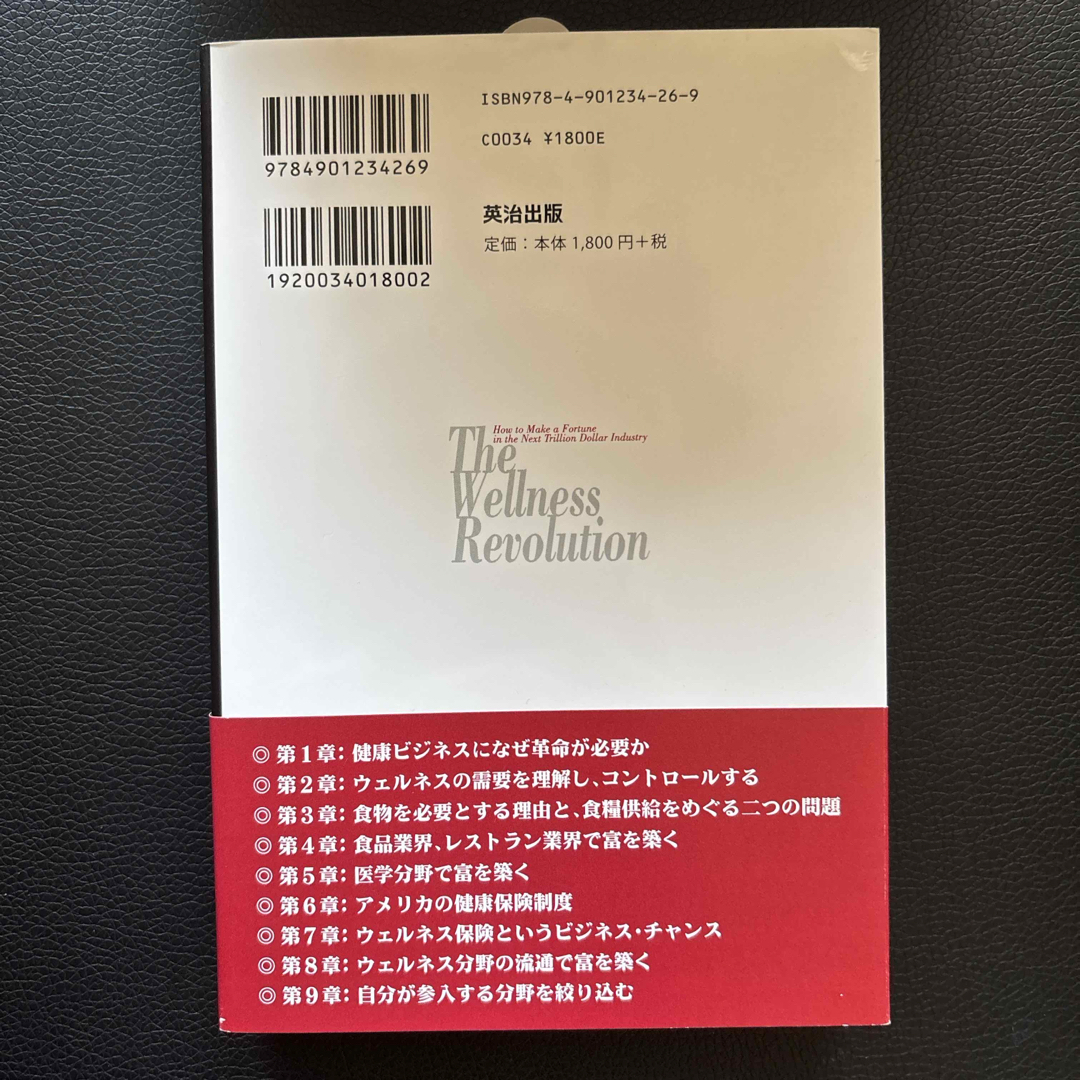 ISBN978-4-901234-26-9
C0034 ¥1800E
9784901234269
1920034018002
英治出版
定価：本体 1,800 円＋税
How to Make a Fortune
in the Next Trillion Dollar Industry
The
Wellness
Revolution
◎ 第1章：健康ビジネスになぜ革命が必要か
◎ 第2章：ウェルネスの需要を理解し、コントロールする
◎ 第3章：食物を必要とする理由と、食糧供給をめぐる二つの問題
◎ 第4章：食品業界、レストラン業界で富を築く
◎ 第5章：医学分野で富を築く
◎ 第6章：アメリカの健康保険制度
◎ 第7章：ウェルネス保険というビジネス・チャンス
◎ 第8章：ウェルネス分野の流通で富を築く
◎ 第9章：自分が参入する分野を絞り込む